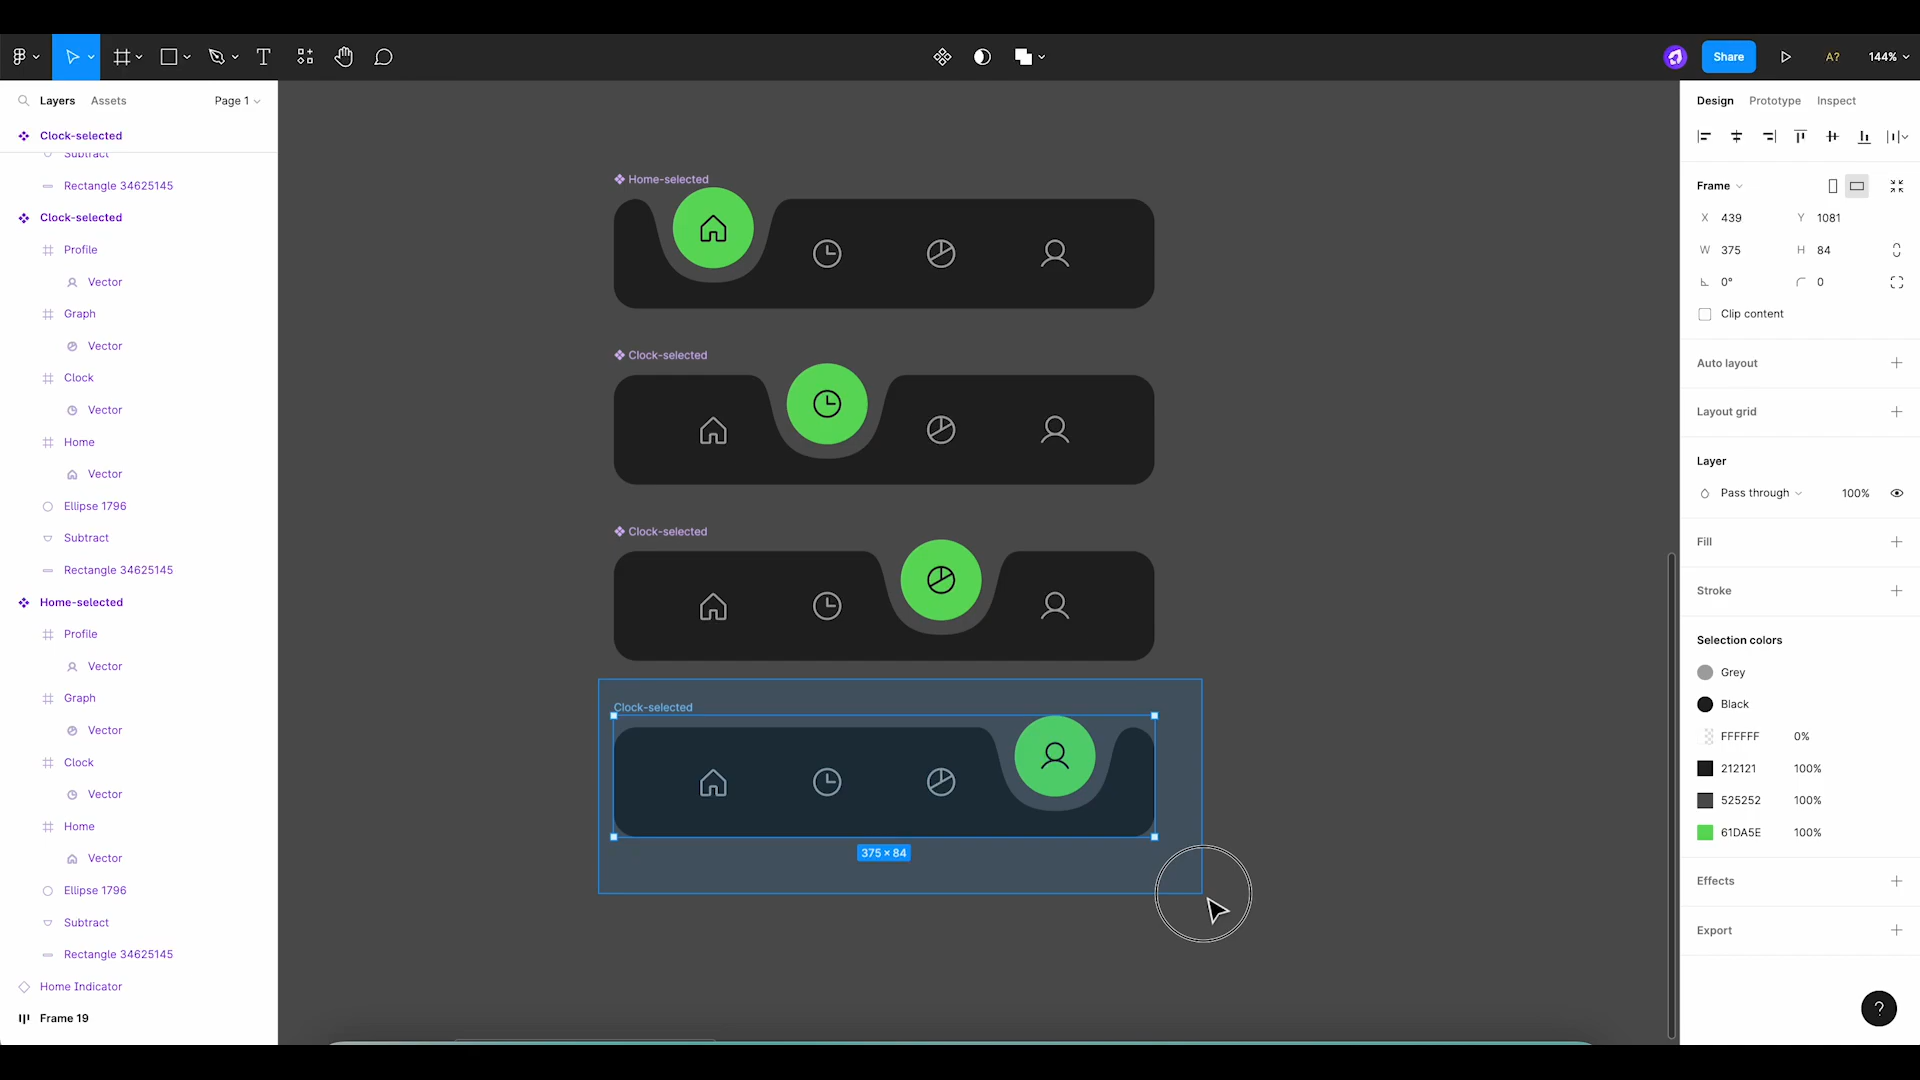 Share
A?
144%
Layers
Assets
Page 1
Clock-selected
Subtract
Rectangle 34625145
Clock-selected
Profile
Vector
Graph
Vector
Clock
Vector
Home
Vector
Ellipse 1796
Subtract
Rectangle 34625145
Home-selected
Profile
Vector
Graph
Vector
Clock
Vector
Home
Vector
Ellipse 1796
Subtract
Rectangle 34625145
Home Indicator
Frame 19
Home-selected
Clock-selected
Clock-selected
Clock-selected
375 × 84
Design
Prototype
Inspect
Frame
X 439
Y 1081
W 375
H 84
0°
0
Clip content
Auto layout
Layout grid
Layer
Pass through
100%
Fill
Stroke
Selection colors
Grey
Black
FFFFFF 0%
212121 100%
525252 100%
61DA5E 100%
Effects
Export
?